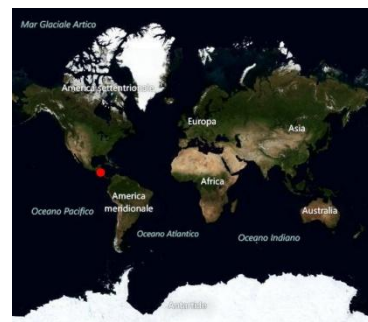 Mar Glaciale Artico
America settentrionale
Europa
Asia
Africa
America
meridionale
Oceano Pacifico
Australia
Oceano Atlantico
Oceano Indiano
Antartide